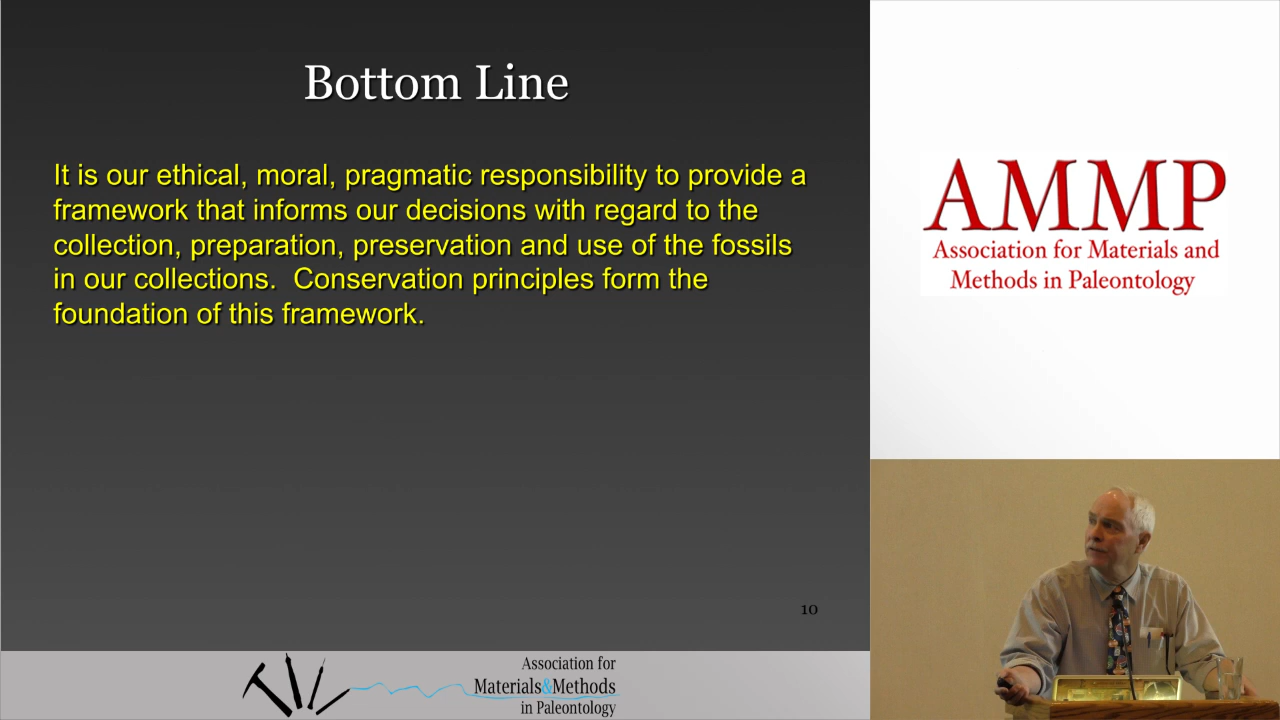 Bottom Line
It is our ethical, moral, pragmatic responsibility to provide a
framework that informs our decisions with regard to the
collection, preparation, preservation and use of the fossils
in our collections.  Conservation principles form the
foundation of this framework.
10
Association for
Materials&Methods
in Paleontology
AMMP
Association for Materials and
Methods in Paleontology